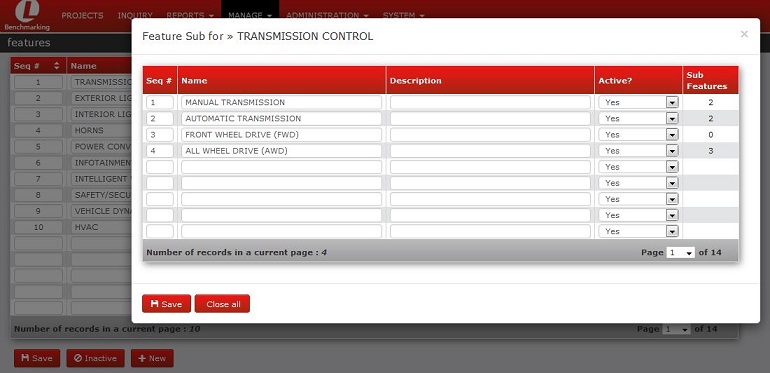 L
Benchmarking
PROJECTS INQUIRY REPORTS MANAGE ADMINISTRATION SYSTEM
features
Feature Sub for » TRANSMISSION CONTROL ×
Seq # Name
1 TRANSMISSIO
2 EXTERIOR LIG
3 INTERIOR LIG
4 HORNS
5 POWER CONV
6 INFOTAINMEN
7 INTELLIGENT
8 SAFETY/SECU
9 VEHICLE DYNA
10 HVAC
Seq # Name Description Active? Sub Features
1 MANUAL TRANSMISSION Yes 2
2 AUTOMATIC TRANSMISSION Yes 2
3 FRONT WHEEL DRIVE (FWD) Yes 0
4 ALL WHEEL DRIVE (AWD) Yes 3
Yes
Yes
Yes
Yes
Yes
Number of records in a current page : 4 Page 1 of 14
Save Close all
Number of records in a current page : 10 Page 1 of 14
Save Inactive New